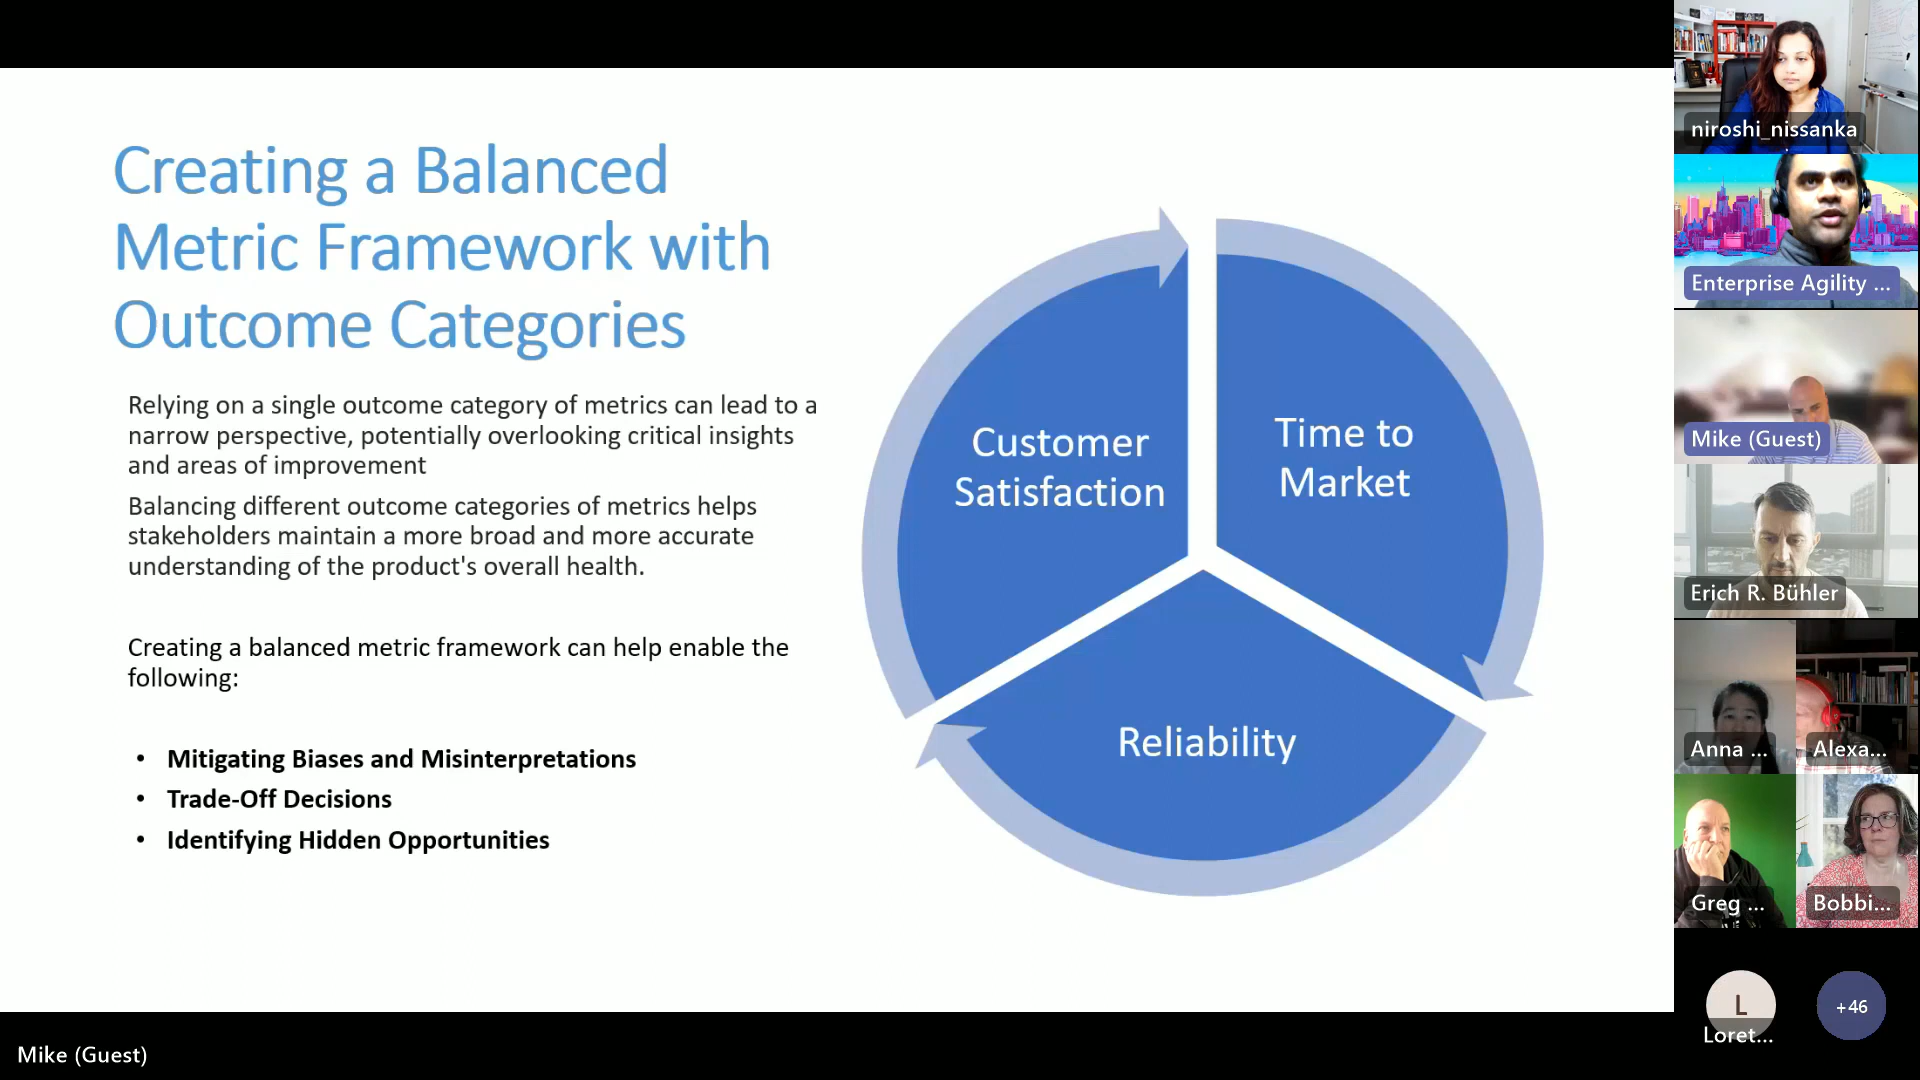 Creating a Balanced
Metric Framework with
Outcome Categories
Relying on a single outcome category of metrics can lead to a
narrow perspective, potentially overlooking critical insights
and areas of improvement
Balancing different outcome categories of metrics helps
stakeholders maintain a more broad and more accurate
understanding of the product's overall health.
Creating a balanced metric framework can help enable the
following:
• Mitigating Biases and Misinterpretations
• Trade-Off Decisions
• Identifying Hidden Opportunities
Customer
Satisfaction
Time to
Market
Reliability
niroshi_nissanka
Enterprise Agility ...
Mike (Guest)
Erich R. Bühler
Anna ...
Alexa...
Greg ...
Bobbi...
L
Loret...
+46
Mike (Guest)